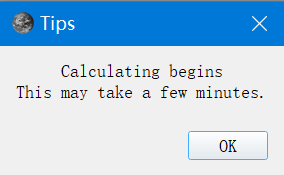 Tips
Calculating begins
This may take a few minutes.
OK